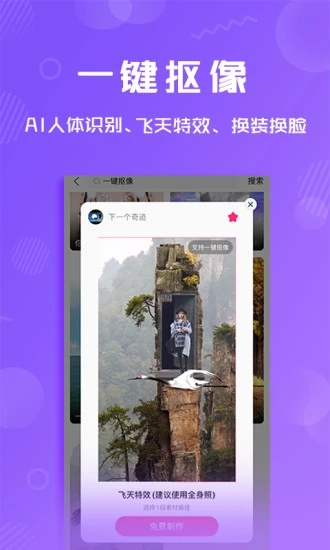 一键抠像
AI人体识别、飞天特效、换装换脸
一键抠像
搜索
下一个奇迹
支持一键抠像
飞天特效(建议使用全身照)
选择1段素材最佳
免费制作